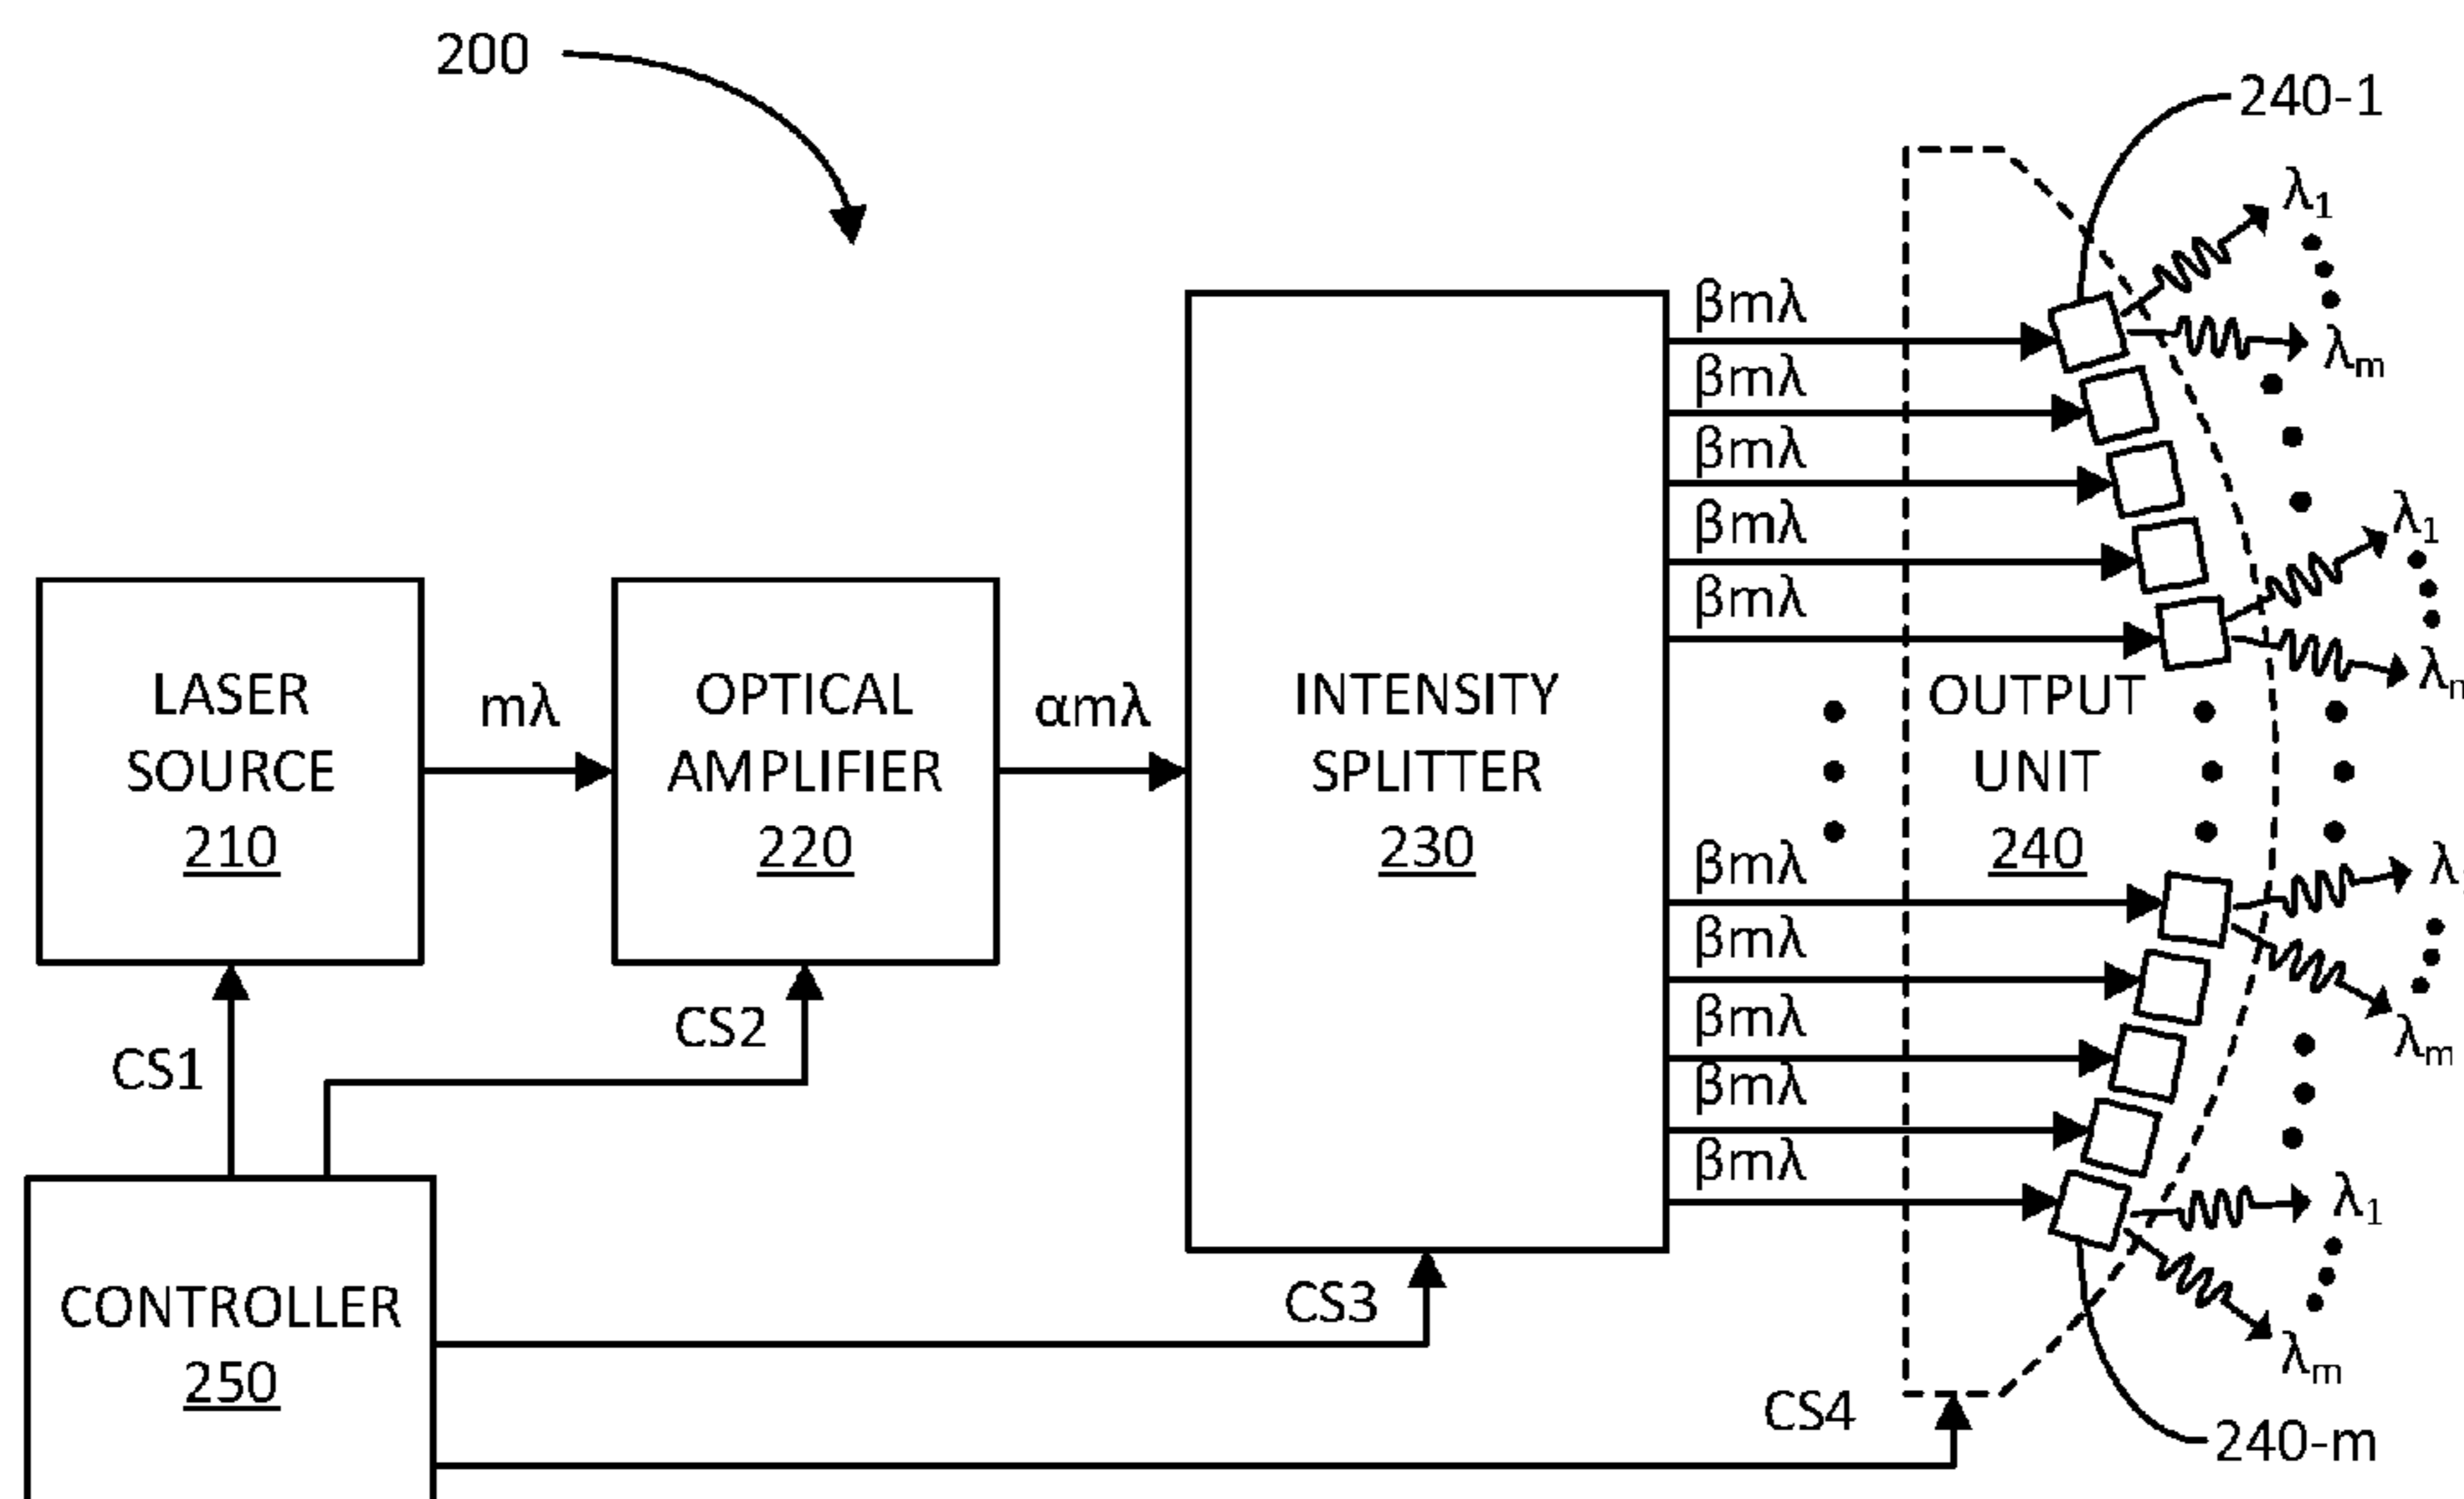 200
240-1
λ1
λm
βmλ
βmλ
βmλ
βmλ
βmλ
λ1
LASER
SOURCE
210
mλ
OPTICAL
AMPLIFIER
220
αmλ
INTENSITY
SPLITTER
230
OUTPUT
UNIT
240
βmλ
βmλ
βmλ
βmλ
βmλ
λm
λ1
λm
CS1
CS2
CS3
CS4
CONTROLLER
250
240-m